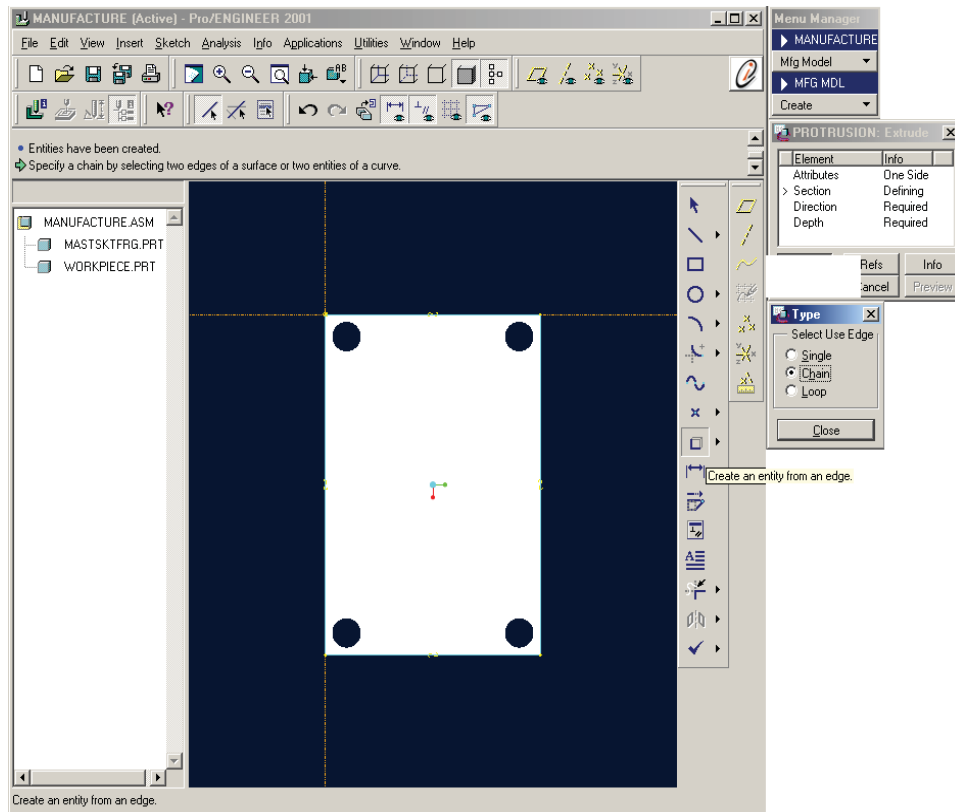 MANUFACTURE (Active) - Pro/ENGINEER 2001
File Edit View Insert Sketch Analysis Info Applications Utilities Window Help
Entities have been created.
Specify a chain by selecting two edges of a surface or two entities of a curve.
MANUFACTURE.ASM
MASTSKTFRG.PRT
WORKPIECE.PRT
Menu Manager
MANUFACTURE
Mfg Model
MFG MDL
Create
PROTRUSION: Extrude
Element Info
Attributes One Side
> Section Defining
Direction Required
Depth Required
Refs Info
Cancel Preview
Type
Select Use Edge
Single
Chain
Loop
Close
Create an entity from an edge.
Create an entity from an edge.